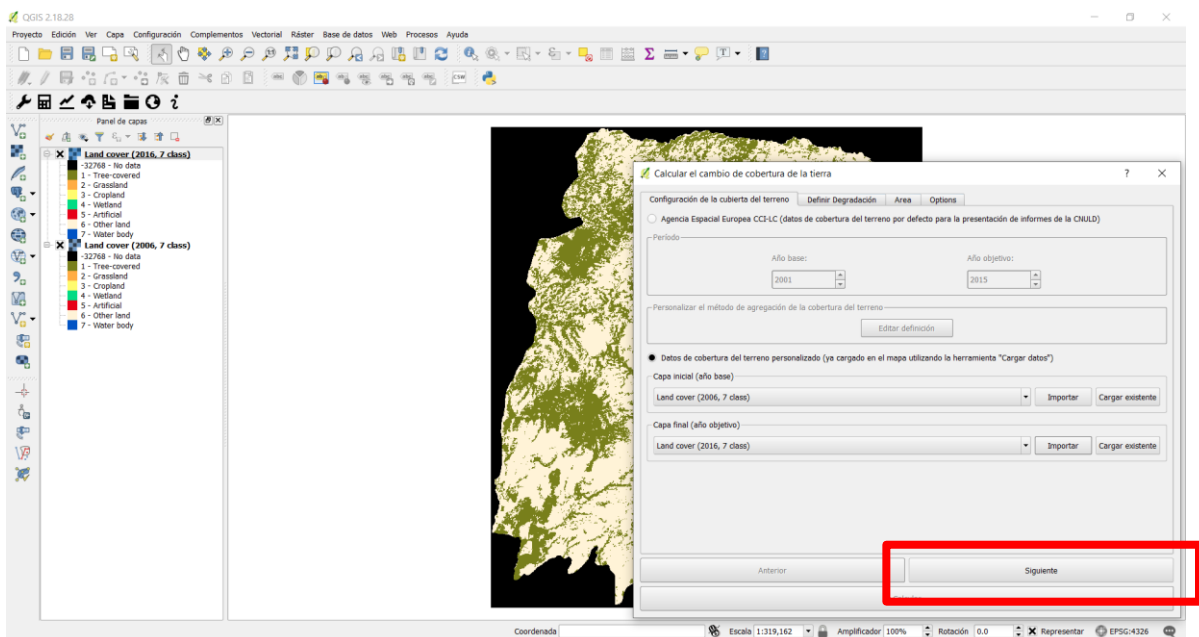 QGIS 2.18.28
Proyecto Edición Ver Capa Configuración Complementos Vectorial Ráster Base de datos Web Procesos Ayuda
CSW
Panel de capas
Land cover (2016, 7 class)
-32768 - No data
1 - Tree-covered
2 - Grassland
3 - Cropland
4 - Wetland
5 - Artificial
6 - Other land
7 - Water body
Land cover (2006, 7 class)
-32768 - No data
1 - Tree-covered
2 - Grassland
3 - Cropland
4 - Wetland
5 - Artificial
6 - Other land
7 - Water body
Calcular el cambio de cobertura de la tierra
Configuración de la cubierta del terreno Definir Degradación Area Options
Agencia Espacial Europea CCI-LC (datos de cobertura del terreno por defecto para la presentación de informes de la CNULD)
Período
Año base: Año objetivo:
2001 2015
Personalizar el método de agregación de la cobertura del terreno
Editar definición
Datos de cobertura del terreno personalizado (ya cargado en el mapa utilizando la herramienta "Cargar datos")
Capa inicial (año base)
Land cover (2006, 7 class) Importar Cargar existente
Capa final (año objetivo)
Land cover (2016, 7 class) Importar Cargar existente
Anterior Siguiente
Coordenada Escala 1:319,162 Amplificador 100% Rotación 0.0 Representar EPSG:4326